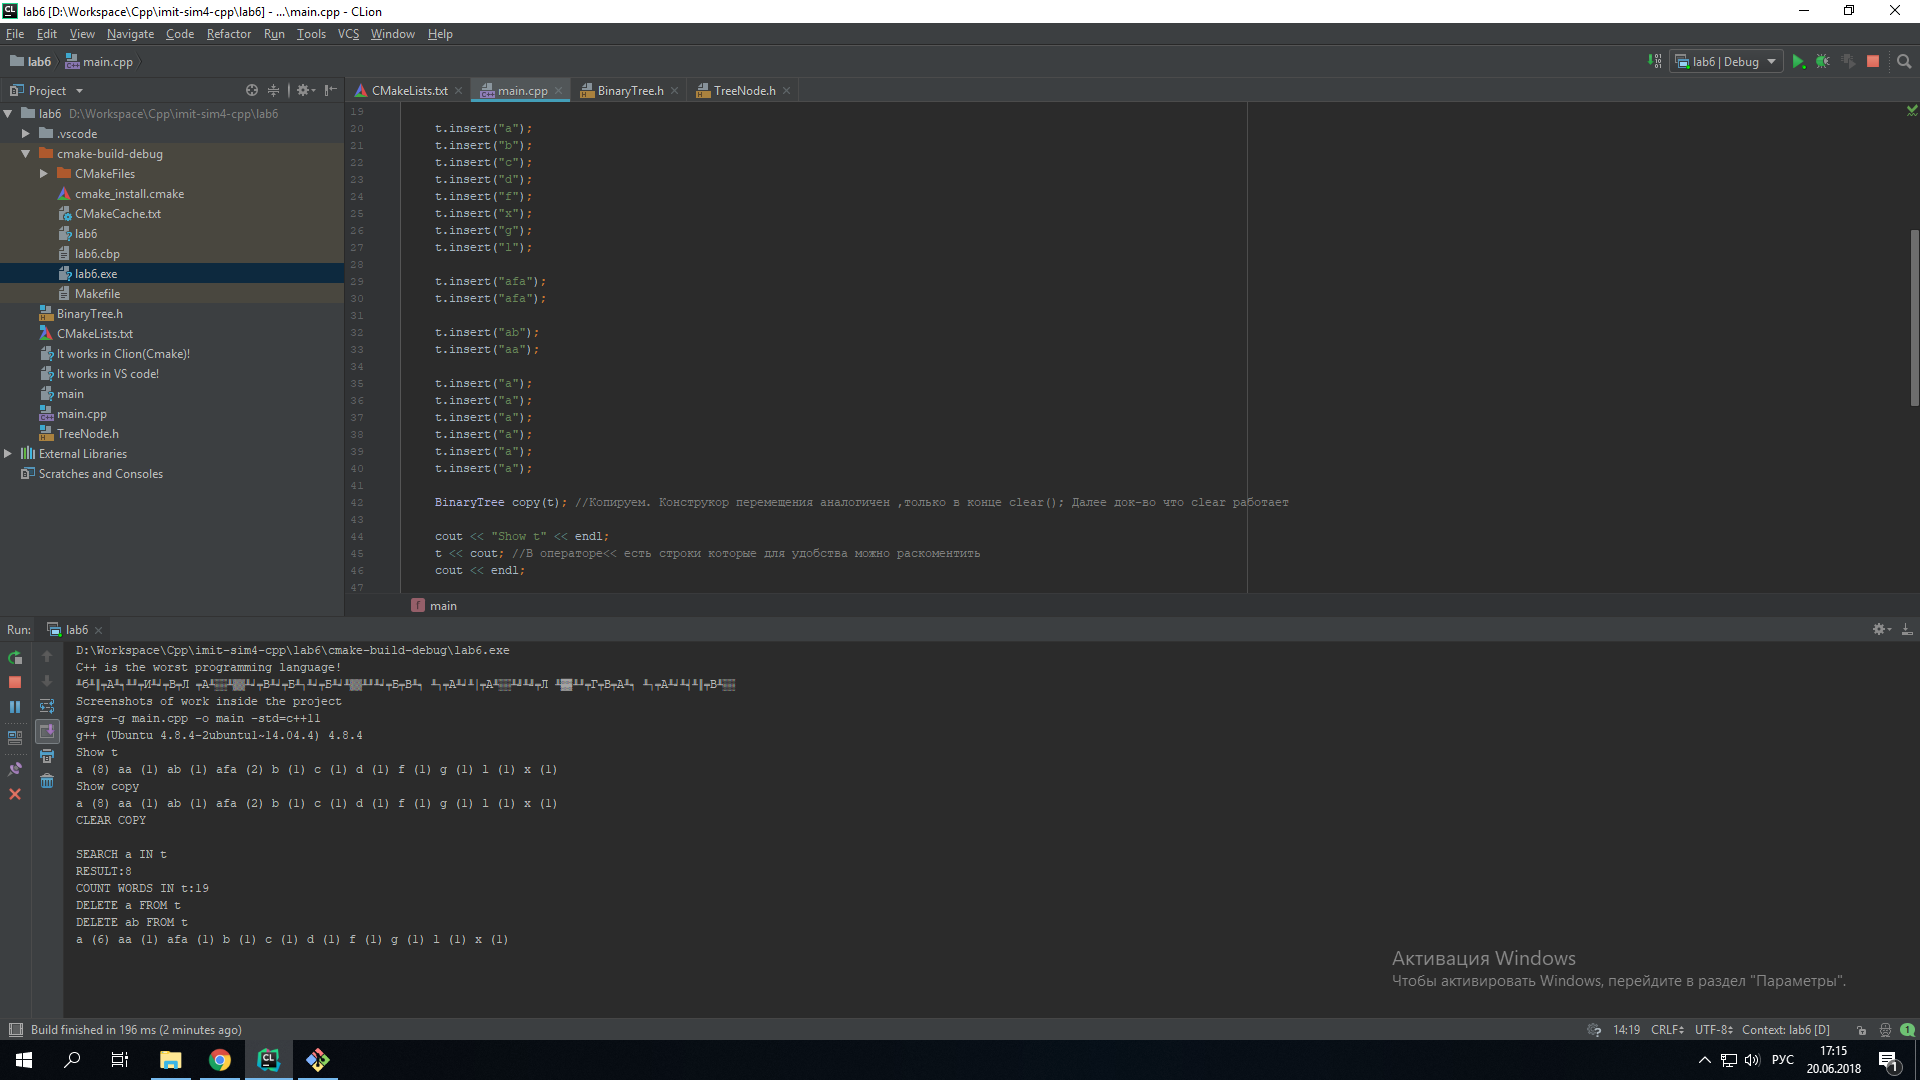 lab6 [D:\Workspace\Cpp\imit-sim4-cpp\lab6] - ...\main.cpp - CLion
File Edit View Navigate Code Refactor Run Tools VCS Window Help
lab6 main.cpp
lab6 | Debug
Project
CMakeLists.txt main.cpp BinaryTree.h TreeNode.h
lab6 D:\Workspace\Cpp\imit-sim4-cpp\lab6
.vscode
cmake-build-debug
CMakeFiles
cmake_install.cmake
CMakeCache.txt
lab6
lab6.cbp
lab6.exe
Makefile
BinaryTree.h
CMakeLists.txt
It works in Clion(Cmake)!
It works in VS code!
main
main.cpp
TreeNode.h
External Libraries
Scratches and Consoles
19
20 t.insert("a");
21 t.insert("b");
22 t.insert("c");
23 t.insert("d");
24 t.insert("f");
25 t.insert("x");
26 t.insert("g");
27 t.insert("l");
28
29 t.insert("afa");
30 t.insert("afa");
31
32 t.insert("ab");
33 t.insert("aa");
34
35 t.insert("a");
36 t.insert("a");
37 t.insert("a");
38 t.insert("a");
39 t.insert("a");
40 t.insert("a");
41
42 BinaryTree copy(t); //Копируем. Конструкор перемещения аналогичен ,только в конце clear(); Далее док-во что clear работает
43
44 cout << "Show t" << endl;
45 t << cout; //В операторе<< есть строки которые для удобства можно раскоментить
46 cout << endl;
47
f main
Run: lab6
D:\Workspace\Cpp\imit-sim4-cpp\lab6\cmake-build-debug\lab6.exe
C++ is the worst programming language!
Screenshots of work inside the project
agrs -g main.cpp -o main -std=c++11
g++ (Ubuntu 4.8.4-2ubuntu1~14.04.4) 4.8.4
Show t
a (8) aa (1) ab (1) afa (2) b (1) c (1) d (1) f (1) g (1) l (1) x (1)
Show copy
a (8) aa (1) ab (1) afa (2) b (1) c (1) d (1) f (1) g (1) l (1) x (1)
CLEAR COPY
SEARCH a IN t
RESULT:8
COUNT WORDS IN t:19
DELETE a FROM t
DELETE ab FROM t
a (6) aa (1) afa (1) b (1) c (1) d (1) f (1) g (1) l (1) x (1)
Активация Windows
Чтобы активировать Windows, перейдите в раздел "Параметры".
Build finished in 196 ms (2 minutes ago)
14:19 CRLF UTF-8 Context: lab6 [D] 1
РУС
17:15
20.06.2018
1